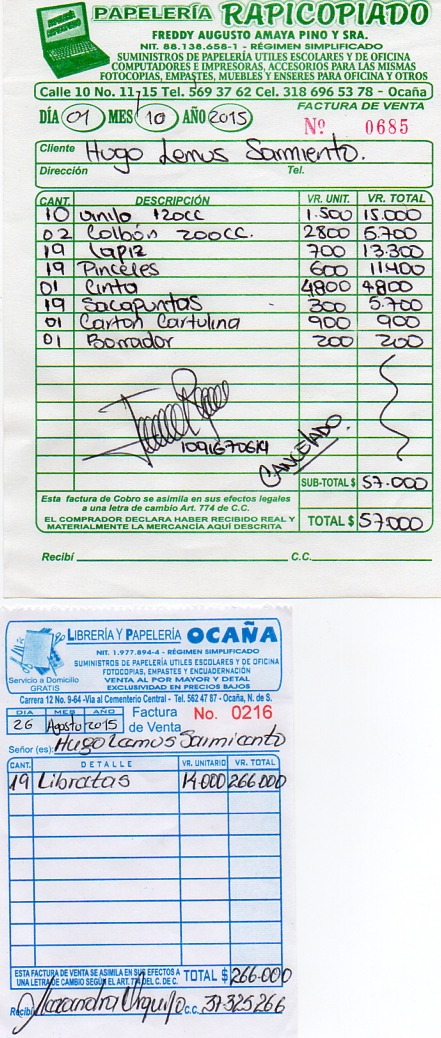 PAPELERÍA RAPICOPIADO
FREDDY AUGUSTO AMAYA PINO Y SRA.
NIT. 88.138.658-1 - RÉGIMEN SIMPLIFICADO
SUMINISTROS DE PAPELERÍA UTILES ESCOLARES Y DE OFICINA
COMPUTADORES E IMPRESORAS, ACCESORIOS PARA LAS MISMAS
FOTOCOPIAS, EMPASTES, MUEBLES Y ENSERES PARA OFICINA Y OTROS
Calle 10 No. 11-15 Tel. 569 37 62 Cel. 318 696 53 78 - Ocaña
FACTURA DE VENTA
DÍA 01 MES 10 AÑO 2015 Nº 0685
Cliente Hugo Lemus Sarmiento.
Dirección Tel.
CANT. DESCRIPCIÓN VR. UNIT. VR. TOTAL
10 vinilo 120cc 1.500 15.000
02 Colbón 200cc. 2800 5.700
19 Lapiz 700 13.300
19 Pinceles 600 11.400
01 Cinta 4800 4800
19 Sacapuntas 300 5.700
01 Carton Cartulina 900 900
01 Borrador 200 200
1091670614
CANCELADO.
SUB-TOTAL $ 57.000
Esta factura de Cobro se asimila en sus efectos legales
a una letra de cambio Art. 774 de C.C.
EL COMPRADOR DECLARA HABER RECIBIDO REAL Y
MATERIALMENTE LA MERCANCÍA AQUÍ DESCRITA
TOTAL $ 57.000
Recibí C.C.
LIBRERÍA Y PAPELERÍA OCAÑA
NIT. 1.977.894-4 - RÉGIMEN SIMPLIFICADO
SUMINISTROS DE PAPELERÍA UTILES ESCOLARES Y DE OFICINA
FOTOCOPIAS, EMPASTES Y ENCUADERNACIÓN
VENTA AL POR MAYOR Y DETAL
EXCLUSIVIDAD EN PRECIOS BAJOS
Servicio a Domicilio
GRATIS
Carrera 12 No. 9-64 -Vía al Cementerio Central - Tel. 562 47 87 - Ocaña, N. de S.
DIA MES AÑO Factura de Venta No. 0216
26 Agosto 2015
Señor (es): Hugo Lamus Sarmianto
CANT. DETALLE VR. UNITARIO VR. TOTAL
19 Libratas 14.000 266.000
ESTA FACTURA DE VENTA SE ASIMILA EN SUS EFECTOS A
UNA LETRA DE CAMBIO SEGÚN EL ART. 774 DEL C. DE C.
TOTAL $ 266.000
Recibí C.C. 37.325.266